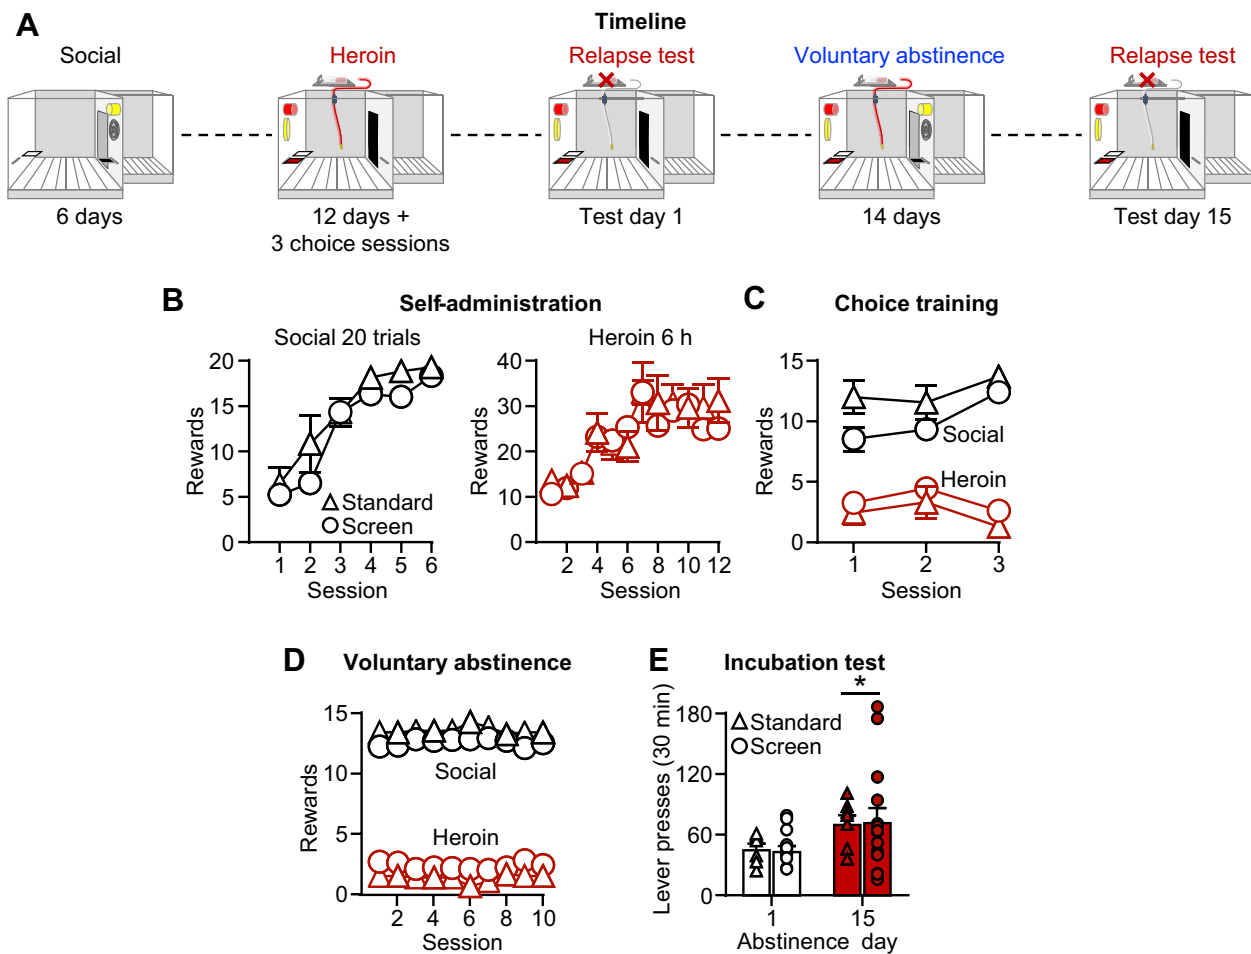 A
Timeline
Social
Heroin
Relapse test
Voluntary abstinence
Relapse test
6 days
12 days +
3 choice sessions
Test day 1
14 days
Test day 15
B
Self-administration
Social 20 trials
Heroin 6 h
Rewards
20
15
10
5
0
Standard
Screen
1 2 3 4 5 6
Session
Rewards
40
30
20
10
0
2 4 6 8 10 12
Session
C
Choice training
Rewards
15
10
5
0
Social
Heroin
1 2 3
Session
D
Voluntary abstinence
Rewards
15
10
5
0
Social
Heroin
2 4 6 8 10
Session
E
Incubation test
*
Lever presses (30 min)
180
120
60
0
Standard
Screen
1 15
Abstinence day